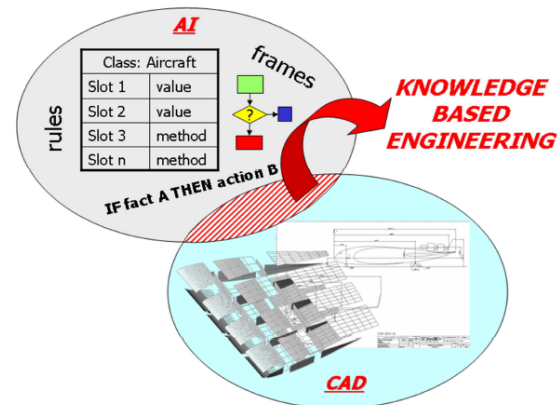 AI
rules
frames
Class: Aircraft
Slot 1 value
Slot 2 value
Slot 3 method
Slot n method
?
IF fact A THEN action B
KNOWLEDGE
BASED
ENGINEERING
CAD